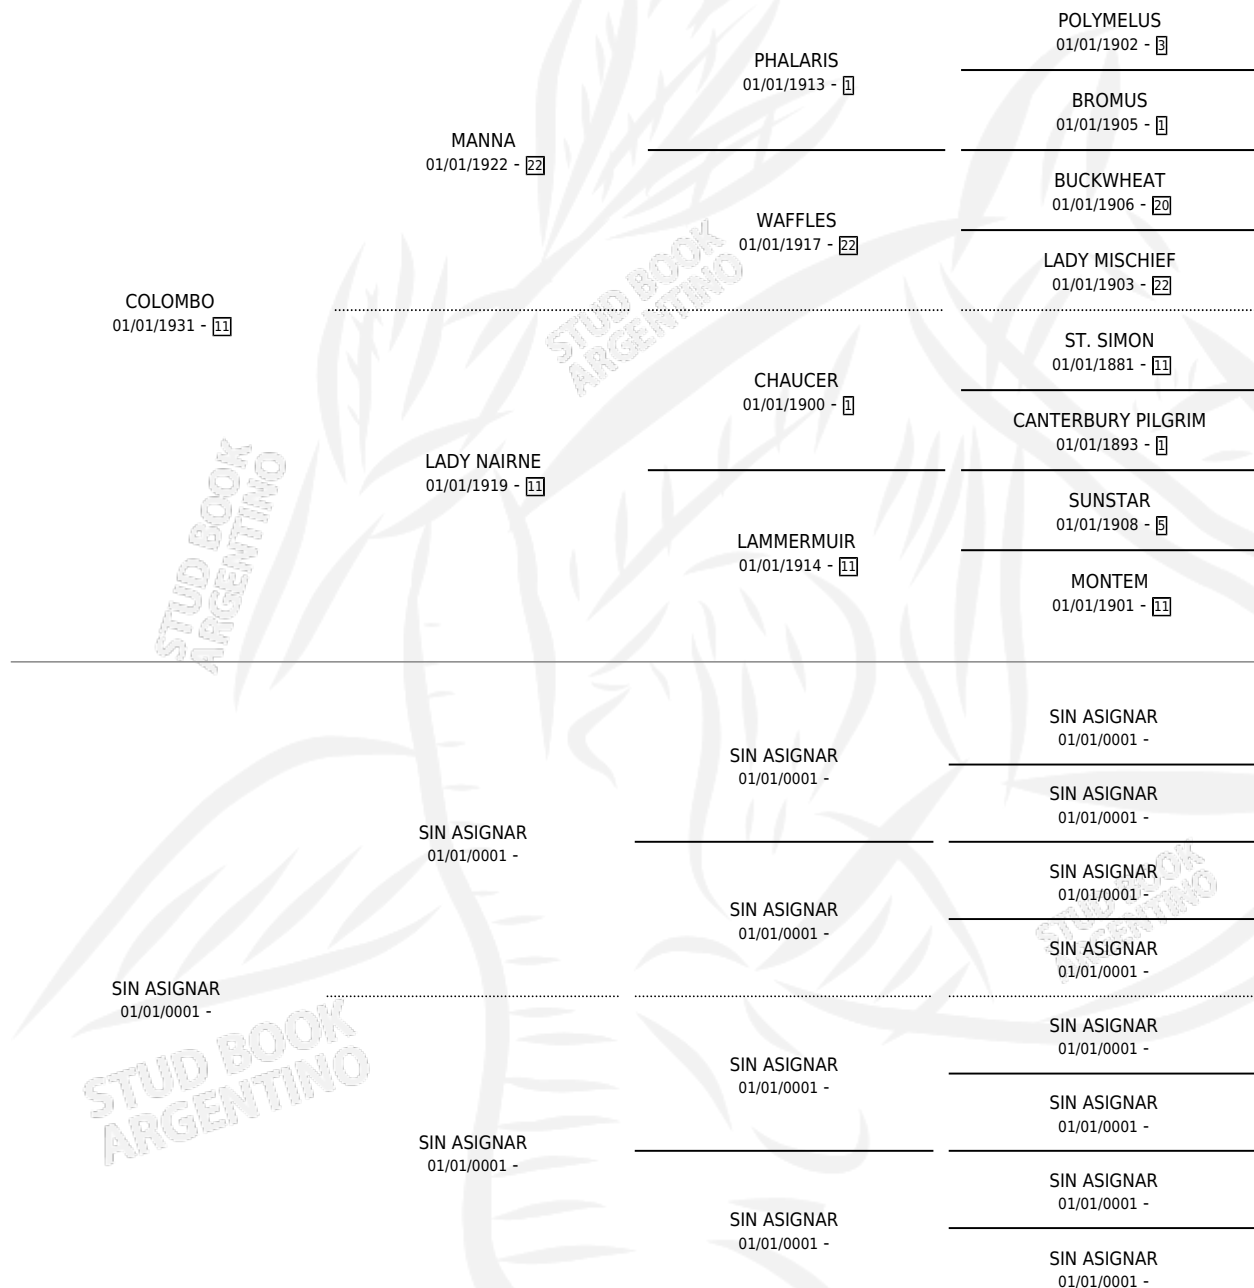 POLYMELUS
01/01/1902 - 3
PHALARIS
01/01/1913 - 1
BROMUS
01/01/1905 - 1
MANNA
01/01/1922 - 22
BUCKWHEAT
01/01/1906 - 20
WAFFLES
01/01/1917 - 22
LADY MISCHIEF
01/01/1903 - 22
COLOMBO
01/01/1931 - 11
ST. SIMON
01/01/1881 - 11
CHAUCER
01/01/1900 - 1
CANTERBURY PILGRIM
01/01/1893 - 1
LADY NAIRNE
01/01/1919 - 11
SUNSTAR
01/01/1908 - 5
LAMMERMUIR
01/01/1914 - 11
MONTEM
01/01/1901 - 11
SIN ASIGNAR
01/01/0001 -
SIN ASIGNAR
01/01/0001 -
SIN ASIGNAR
01/01/0001 -
SIN ASIGNAR
01/01/0001 -
SIN ASIGNAR
01/01/0001 -
SIN ASIGNAR
01/01/0001 -
SIN ASIGNAR
01/01/0001 -
SIN ASIGNAR
01/01/0001 -
SIN ASIGNAR
01/01/0001 -
SIN ASIGNAR
01/01/0001 -
SIN ASIGNAR
01/01/0001 -
SIN ASIGNAR
01/01/0001 -
SIN ASIGNAR
01/01/0001 -
SIN ASIGNAR
01/01/0001 -
SIN ASIGNAR
01/01/0001 -
STUD BOOK
ARGENTINO
STUD BOOK
ARGENTINO
STUD BOOK
ARGENTINO
STUD BOOK
ARGENTINO